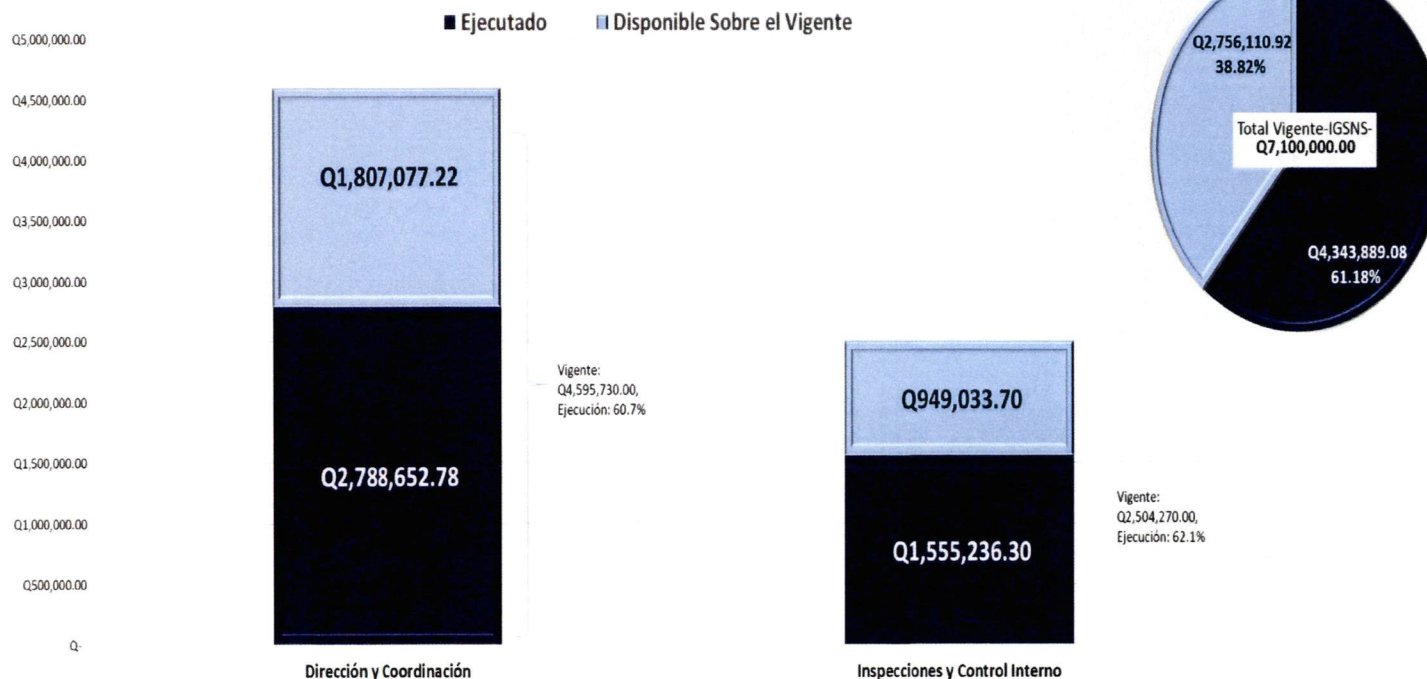 Ejecutado
Disponible Sobre el Vigente
Q5,000,000.00
Q4,500,000.00
Q4,000,000.00
Q3,500,000.00
Q3,000,000.00
Q2,500,000.00
Q2,000,000.00
Q1,500,000.00
Q1,000,000.00
Q500,000.00
Q-
Q1,807,077.22
Q2,788,652.78
Vigente:
Q4,595,730.00,
Ejecución: 60.7%
Dirección y Coordinación
Q949,033.70
Q1,555,236.30
Vigente:
Q2,504,270.00,
Ejecución: 62.1%
Inspecciones y Control Interno
Q2,756,110.92
38.82%
Total Vigente-IGSNS-
Q7,100,000.00
Q4,343,889.08
61.18%